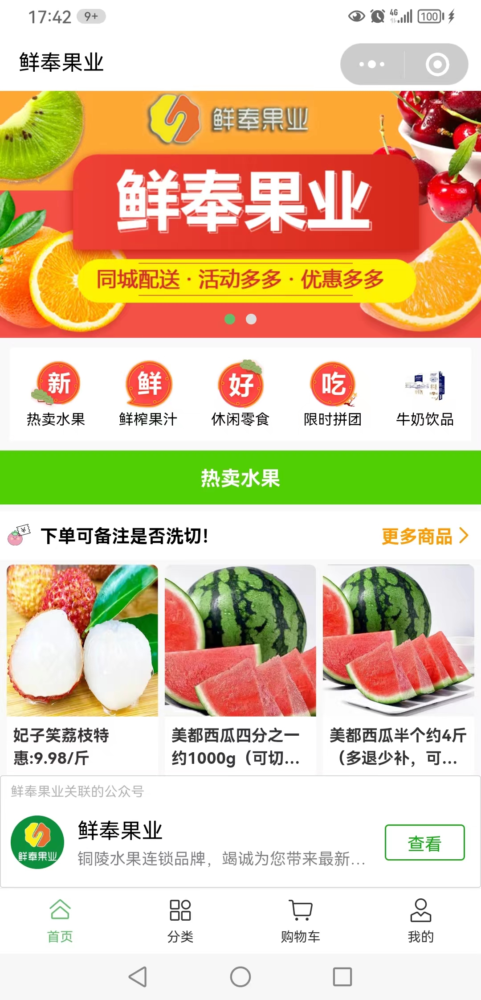 17:42
9+
4G
100
鲜奉果业
鲜奉果业
鲜奉果业
同城配送·活动多多·优惠多多
新
鲜
好
吃
热卖水果
鲜榨果汁
休闲零食
限时拼团
牛奶饮品
热卖水果
下单可备注是否洗切!
更多商品
妃子笑荔枝特
惠:9.98/斤
美都西瓜四分之一
约1000g（可切...
美都西瓜半个约4斤
（多退少补，可...
鲜奉果业关联的公众号
鲜奉果业
鲜奉果业
铜陵水果连锁品牌，竭诚为您带来最新...
查看
首页
分类
购物车
我的